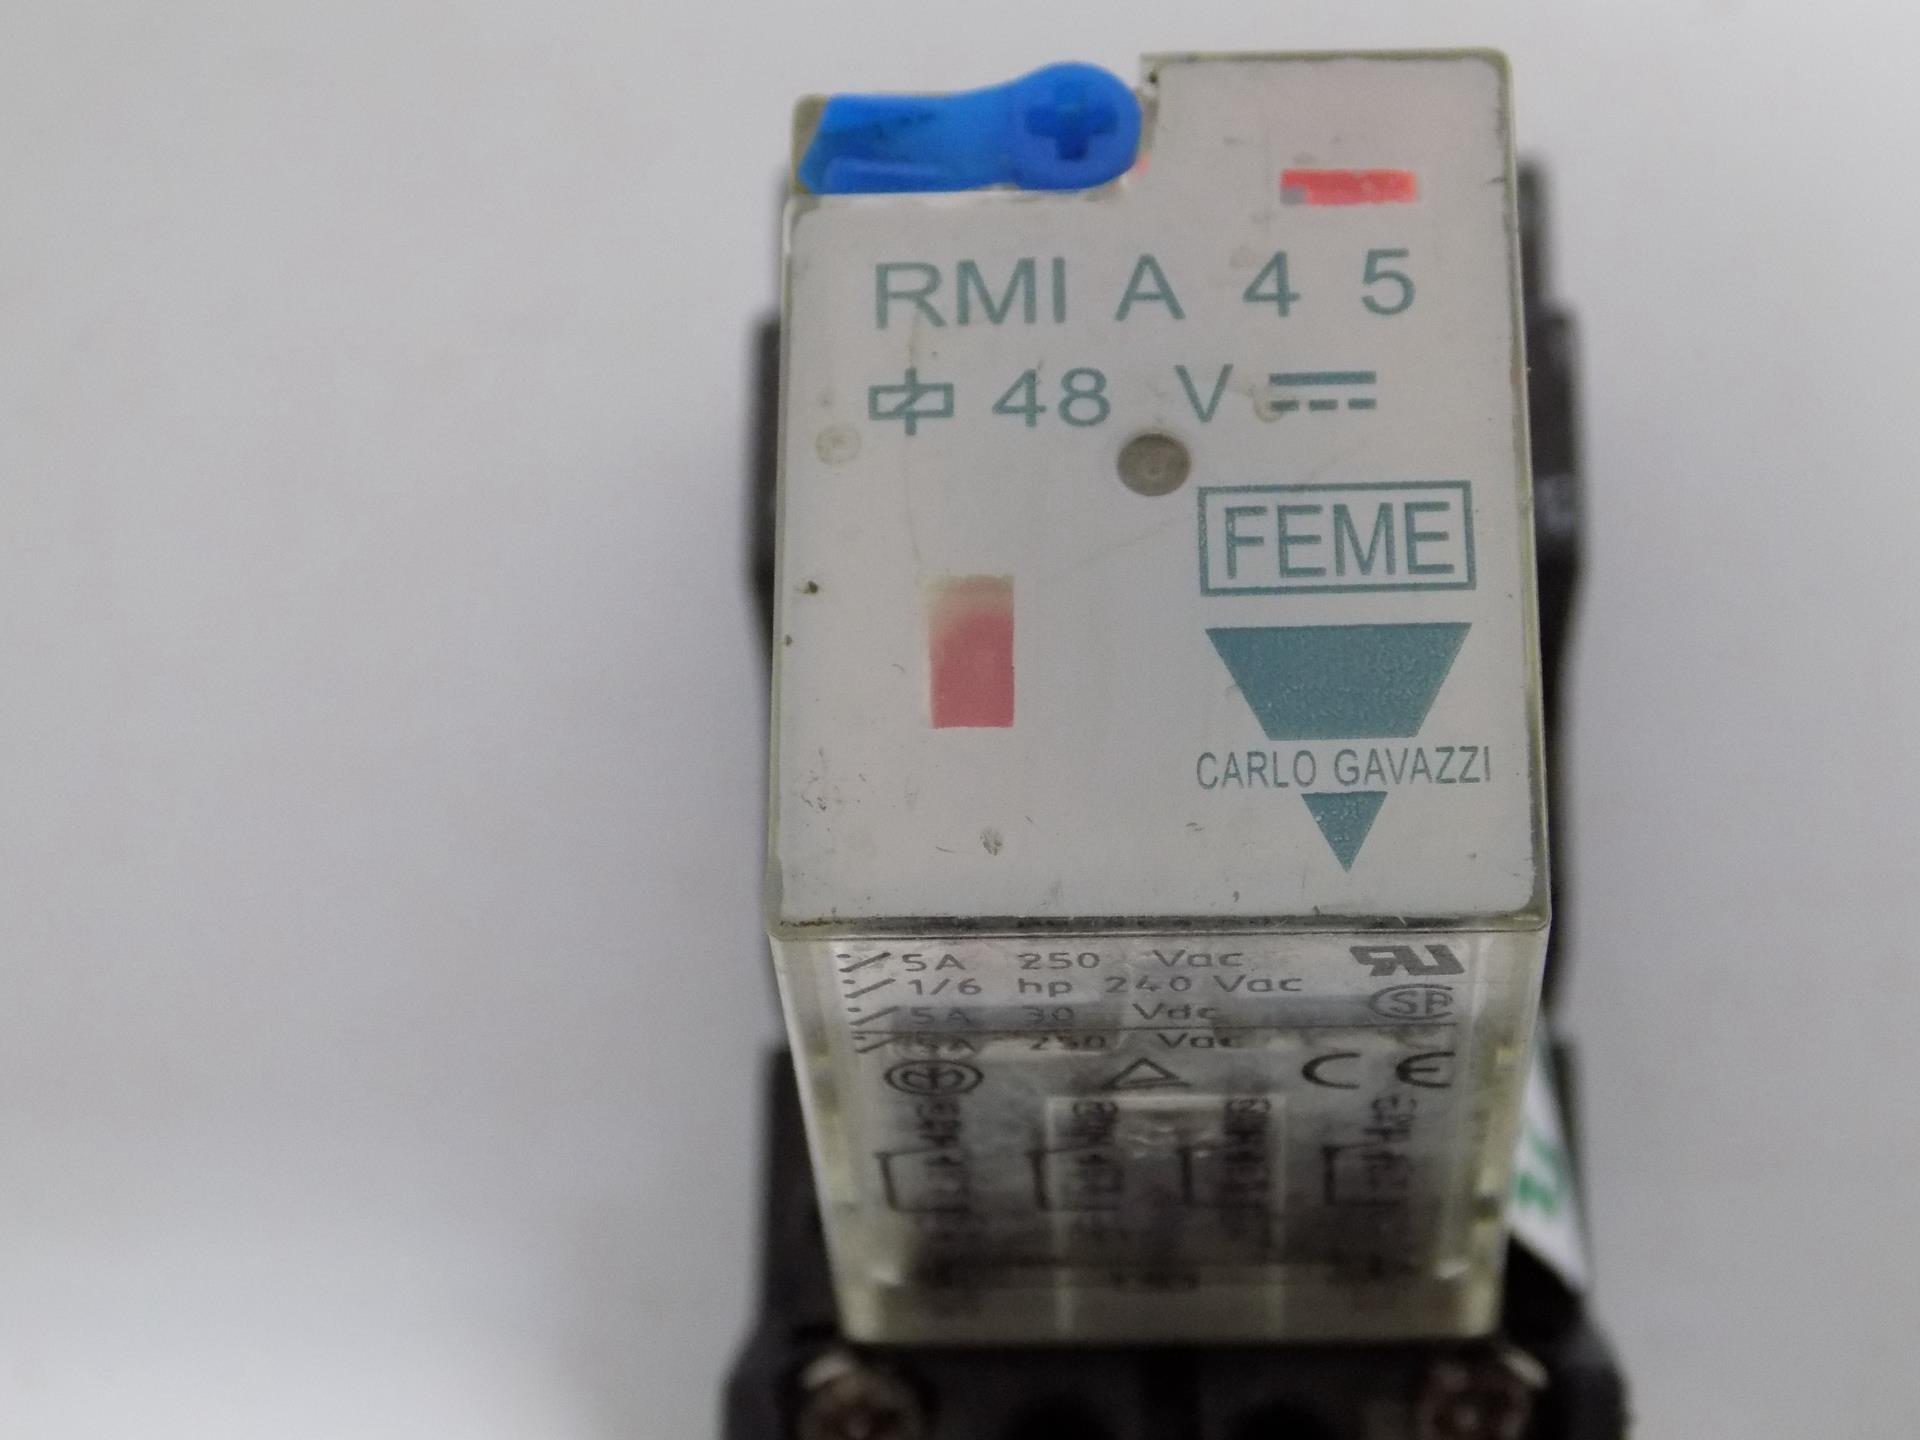 RMI A 4 5
48 V
FEME
CARLO GAVAZZI
5A 250 Vac
1/6 hp 240 Vac
5A 30 Vdc
5A 250 Vac
CE